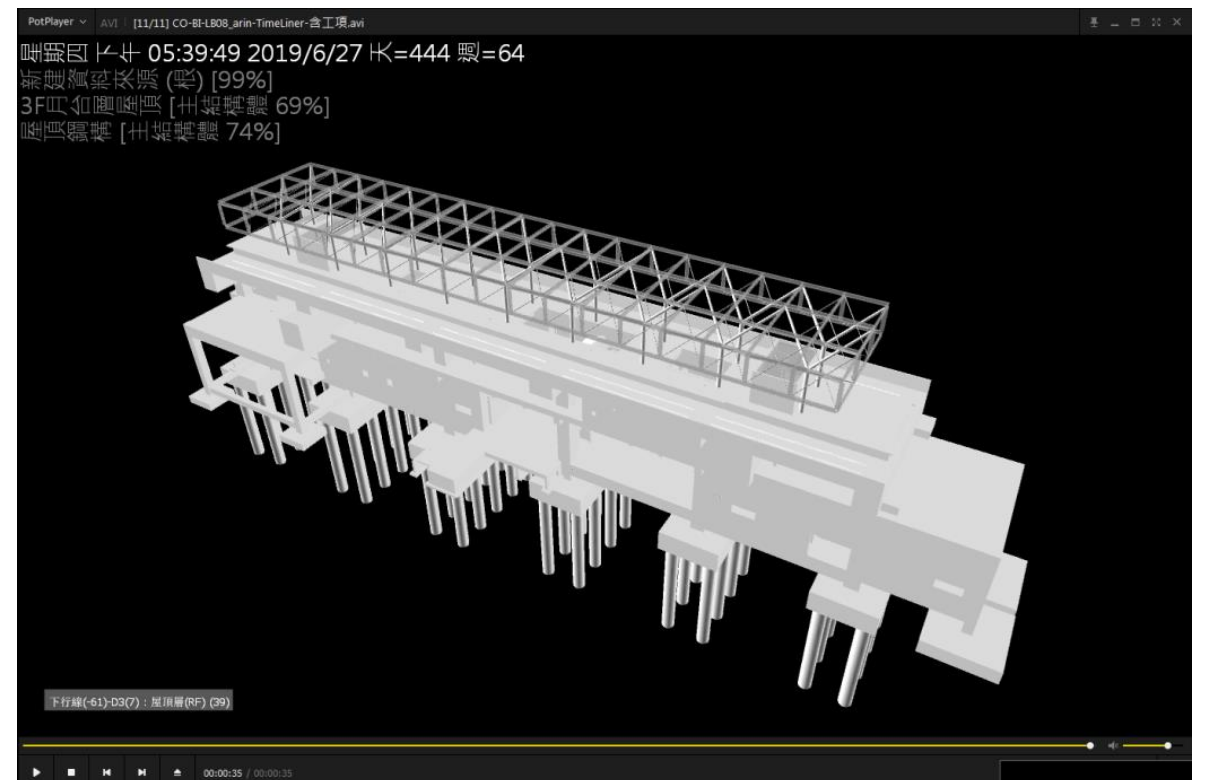 PotPlayer AVI [11/11] CO-BI-LB08_arin-TimeLiner-含工項.avi
星期四下午 05:39:49 2019/6/27 天=444 週=64
新建資料來源 (根) [99%]
3F月台層屋頂 [主結構體 69%]
屋頂鋼構 [主結構體 74%]
下行線(-61)-D3(7) : 屋頂層(RF) (39)
00:00:35 / 00:00:35